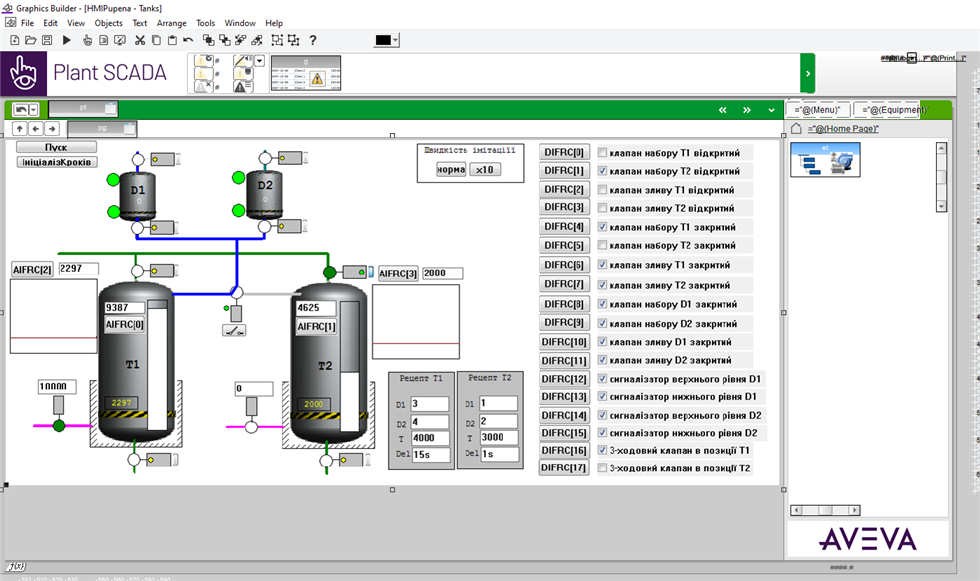 Graphics Builder - [HMIPupena - Tanks]
File Edit View Objects Text Arrange Tools Window Help
Plant SCADA
="@(Menu)" ="@(Equipment)"
="@(Home Page)"
pt
pg
Пуск
ІніціалізКроків
Швидкість імітації
норма x10
D1
0
D2
0
AIFRC[2] 2297
AIFRC[3] 2000
9387
AIFRC[0]
T1
2297
4625
AIFRC[1]
T2
2000
10000
0
Рецепт T1
D1 3
D2 4
T 4000
Del 15s
Рецепт T2
D1 1
D2 2
T 3000
Del 1s
DIFRC[0] клапан набору T1 відкритий
DIFRC[1] клапан набору T2 відкритий
DIFRC[2] клапан зливу T1 відкритий
DIFRC[3] клапан зливу T2 відкритий
DIFRC[4] клапан набору T1 закритий
DIFRC[5] клапан набору T2 закритий
DIFRC[6] клапан зливу T1 закритий
DIFRC[7] клапан зливу T2 закритий
DIFRC[8] клапан набору D1 закритий
DIFRC[9] клапан набору D2 закритий
DIFRC[10] клапан зливу D1 закритий
DIFRC[11] клапан зливу D2 закритий
DIFRC[12] сигналізатор верхнього рівня D1
DIFRC[13] сигналізатор нижнього рівня D1
DIFRC[14] сигналізатор верхнього рівня D2
DIFRC[15] сигналізатор нижнього рівня D2
DIFRC[16] 3-ходовий клапан в позиції T1
DIFRC[17] 3-ходовий клапан в позиції T2
AVEVA
f(x)